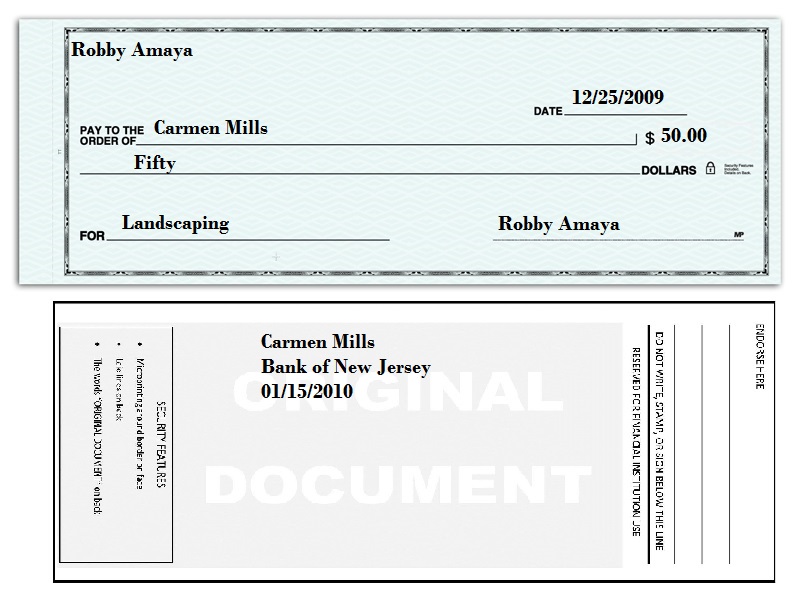 Robby Amaya
12/25/2009
DATE
PAY TO THE
ORDER OF Carmen Mills $ 50.00
Fifty DOLLARS
Security Features
Included.
Details on Back.
FOR Landscaping Robby Amaya MP
Carmen Mills
Bank of New Jersey
01/15/2010
ORIGINAL
DOCUMENT
SECURITY FEATURES
• Microprinting around border on face
• lines on back
• The words "ORIGINAL DOCUMENT" on back
ENDORSE HERE
DO NOT WRITE, STAMP, OR SIGN BELOW THIS LINE
RESERVED FOR FINANCIAL INSTITUTION USE